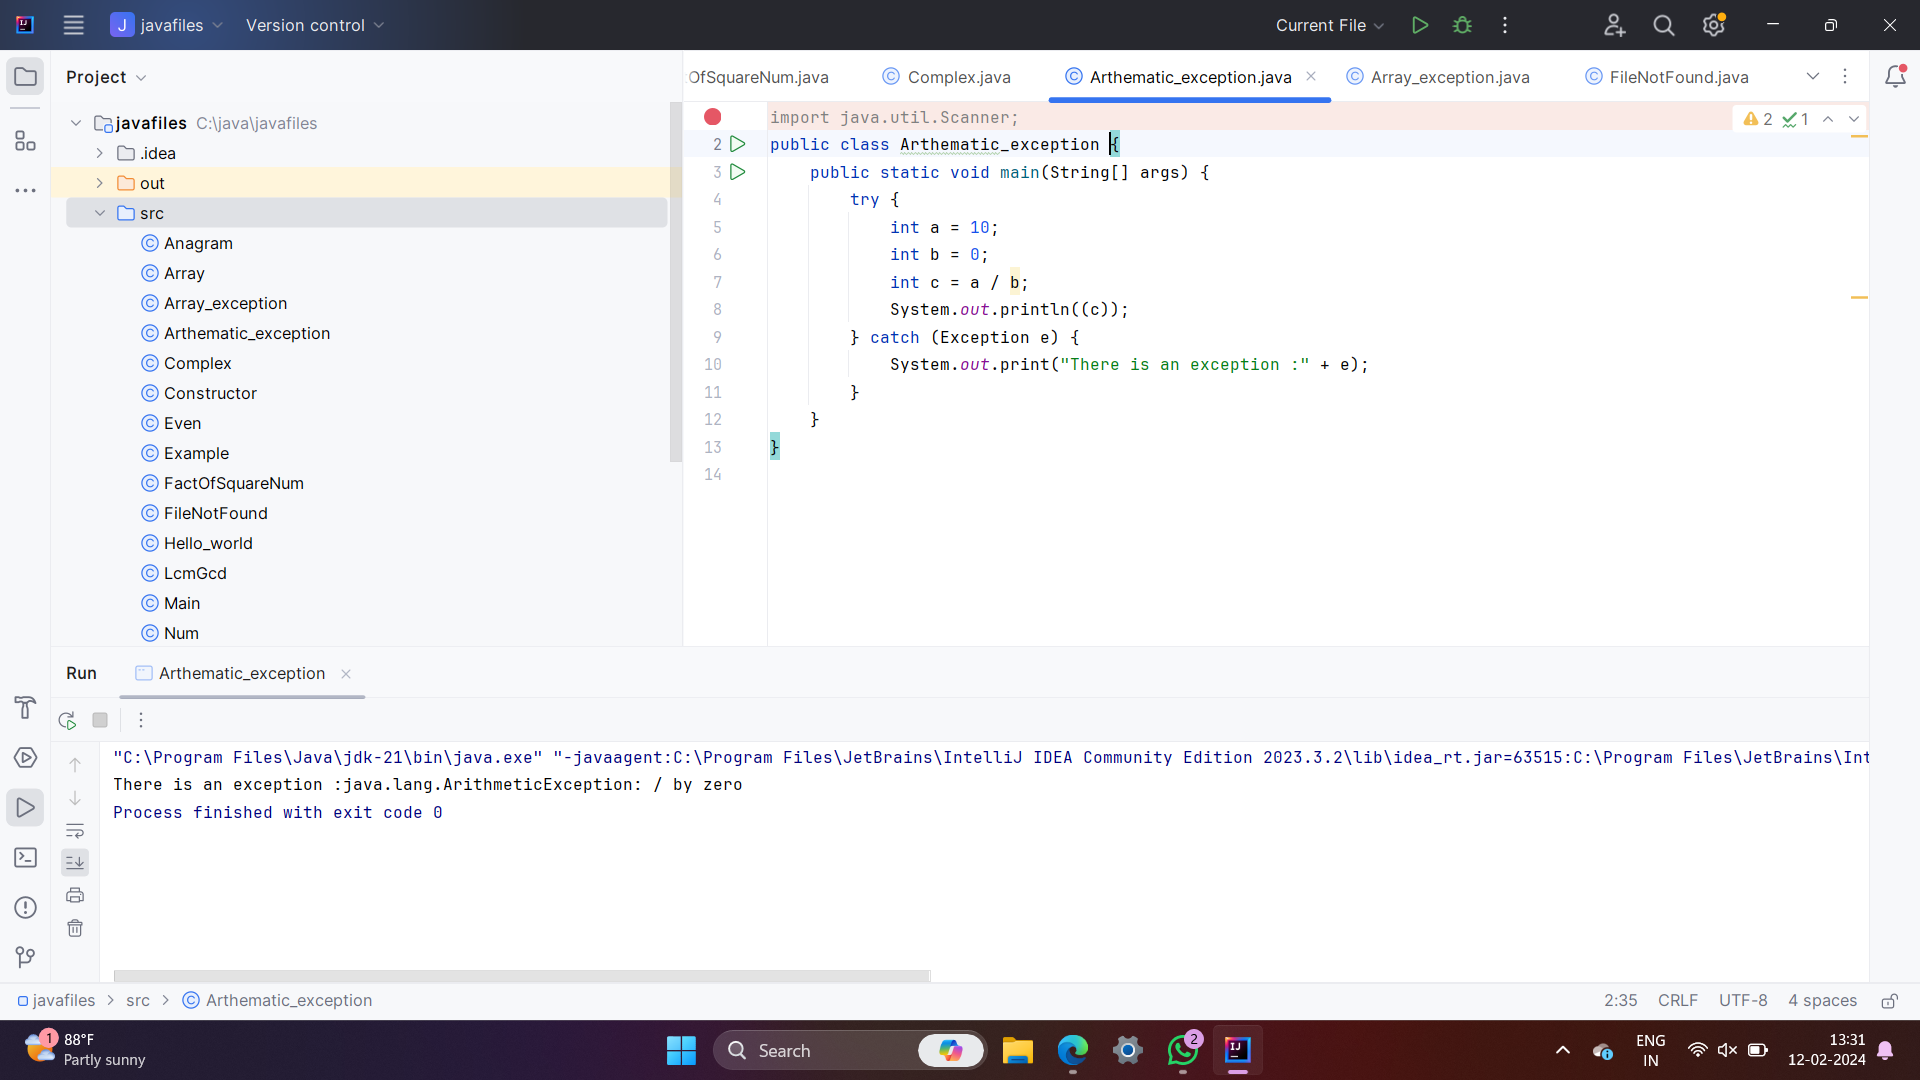 J javafiles Version control Current File
Project
javafiles C:\java\javafiles
.idea
out
src
Anagram
Array
Array_exception
Arthematic_exception
Complex
Constructor
Even
Example
FactOfSquareNum
FileNotFound
Hello_world
LcmGcd
Main
Num
OfSquareNum.java Complex.java Arthematic_exception.java Array_exception.java FileNotFound.java
import java.util.Scanner;
2 1
2 public class Arthematic_exception {
3 public static void main(String[] args) {
4 try {
5 int a = 10;
6 int b = 0;
7 int c = a / b;
8 System.out.println((c));
9 } catch (Exception e) {
10 System.out.print("There is an exception :" + e);
11 }
12 }
13 }
14
Run Arthematic_exception
"C:\Program Files\Java\jdk-21\bin\java.exe" "-javaagent:C:\Program Files\JetBrains\IntelliJ IDEA Community Edition 2023.3.2\lib\idea_rt.jar=63515:C:\Program Files\JetBrains\Int
There is an exception :java.lang.ArithmeticException: / by zero
Process finished with exit code 0
javafiles > src > Arthematic_exception 2:35 CRLF UTF-8 4 spaces
1 88°F
Partly sunny
Search
2
ENG
IN
13:31
12-02-2024